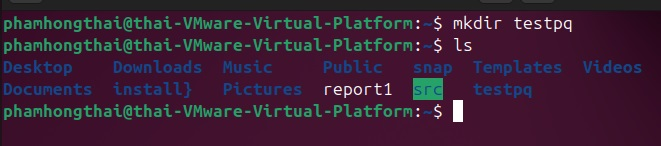 phamhongthai@thai-VMware-Virtual-Platform:~$ mkdir testpq
phamhongthai@thai-VMware-Virtual-Platform:~$ ls
Desktop Downloads Music Public snap Templates Videos
Documents install} Pictures report1 src testpq
phamhongthai@thai-VMware-Virtual-Platform:~$